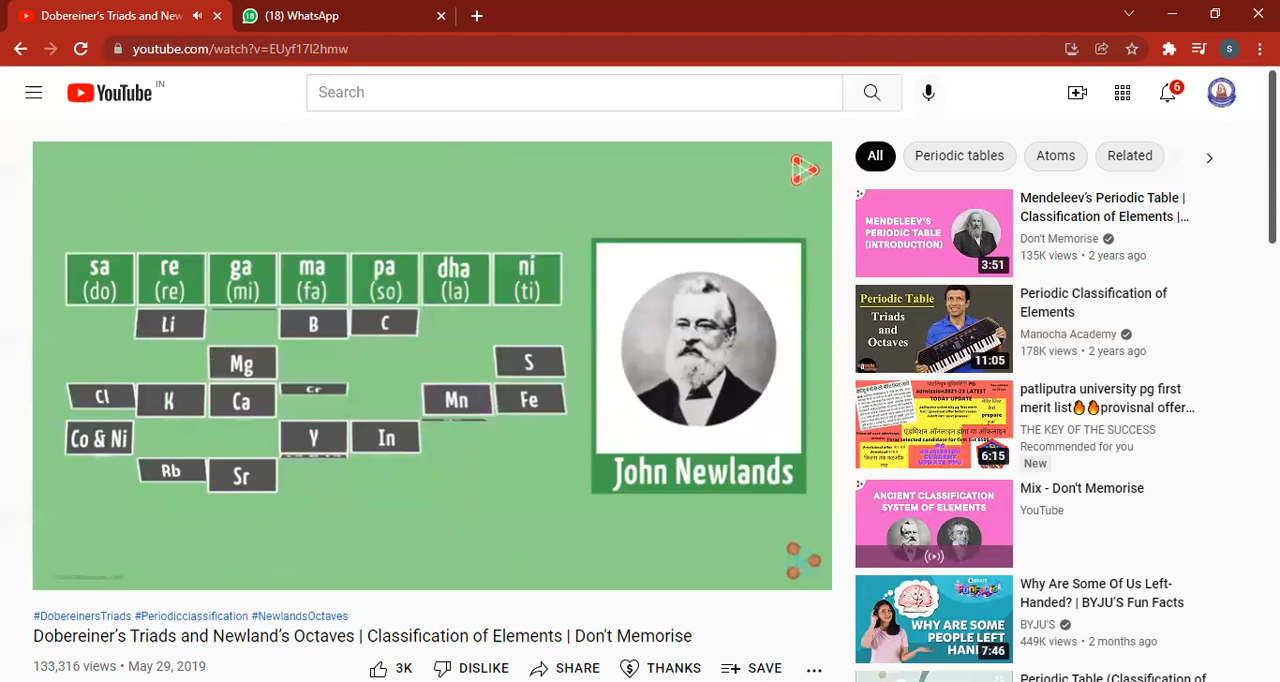 Dobereiner's Triads and New
(18) WhatsApp
youtube.com/watch?v=EUyf17I2hmw
S
YouTube IN
Search
6
sa re ga ma pa dha ni
(do) (re) (mi) (fa) (so) (la) (ti)
Li B C
Mg S
Cl K Ca Cr Mn Fe
Co & Ni Y In
Rb Sr
John Newlands
#DobereinersTriads #Periodicclassification #NewlandsOctaves
Dobereiner's Triads and Newland's Octaves | Classification of Elements | Don't Memorise
133,316 views • May 29, 2019
3K DISLIKE SHARE THANKS SAVE ...
All Periodic tables Atoms Related
MENDELEEV'S
PERIODIC TABLE
(INTRODUCTION)
3:51
Mendeleev's Periodic Table |
Classification of Elements |...
Don't Memorise
135K views • 2 years ago
Periodic Table
Triads
and
Octaves
11:05
Periodic Classification of
Elements
Manocha Academy
178K views • 2 years ago
TODAY UPDATE
6:15
patliputra university pg first
merit list🔥🔥provisnal offer...
THE KEY OF THE SUCCESS
Recommended for you
New
ANCIENT CLASSIFICATION
SYSTEM OF ELEMENTS
Mix - Don't Memorise
YouTube
WHY ARE SOME
PEOPLE LEFT
7:46
Why Are Some Of Us Left-
Handed? | BYJU'S Fun Facts
BYJU'S
449K views • 2 months ago
Periodic Table (Classification of